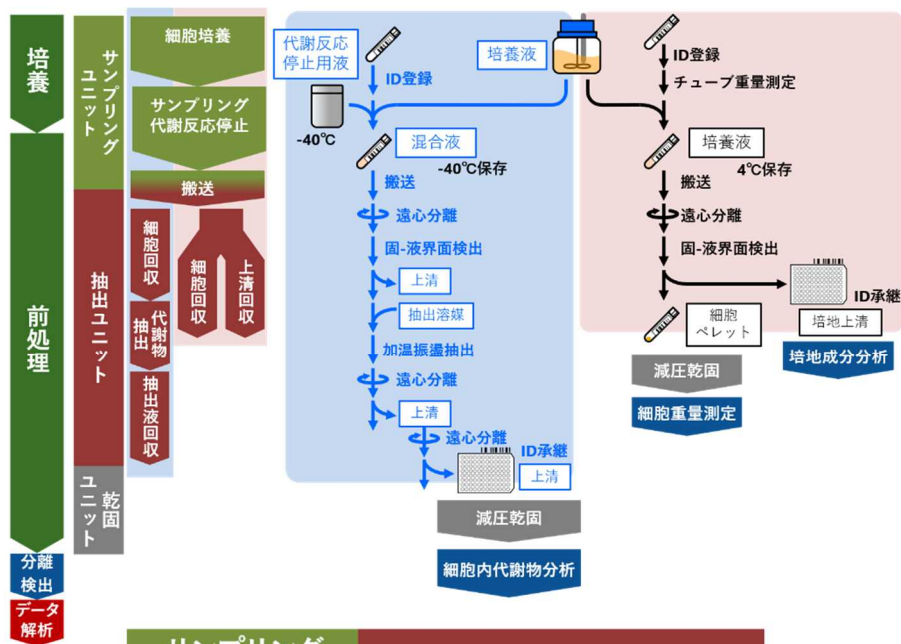 培養
前処理
分離
検出
データ
解析
サンプリング
ユニット
抽出ユニット
乾固
ユニット
細胞培養
サンプリング
代謝反応停止
搬送
細胞回収
代謝物
抽出
抽出液回収
細胞回収
上清回収
代謝反応
停止用液
ID登録
-40℃
混合液
-40℃保存
搬送
遠心分離
固-液界面検出
上清
抽出溶媒
加温振盪抽出
遠心分離
上清
遠心分離
ID承継
上清
減圧乾固
細胞内代謝物分析
培養液
ID登録
チューブ重量測定
培養液
4℃保存
搬送
遠心分離
固-液界面検出
ID承継
細胞
ペレット
培地上清
減圧乾固
細胞重量測定
培地成分分析
サンプリング